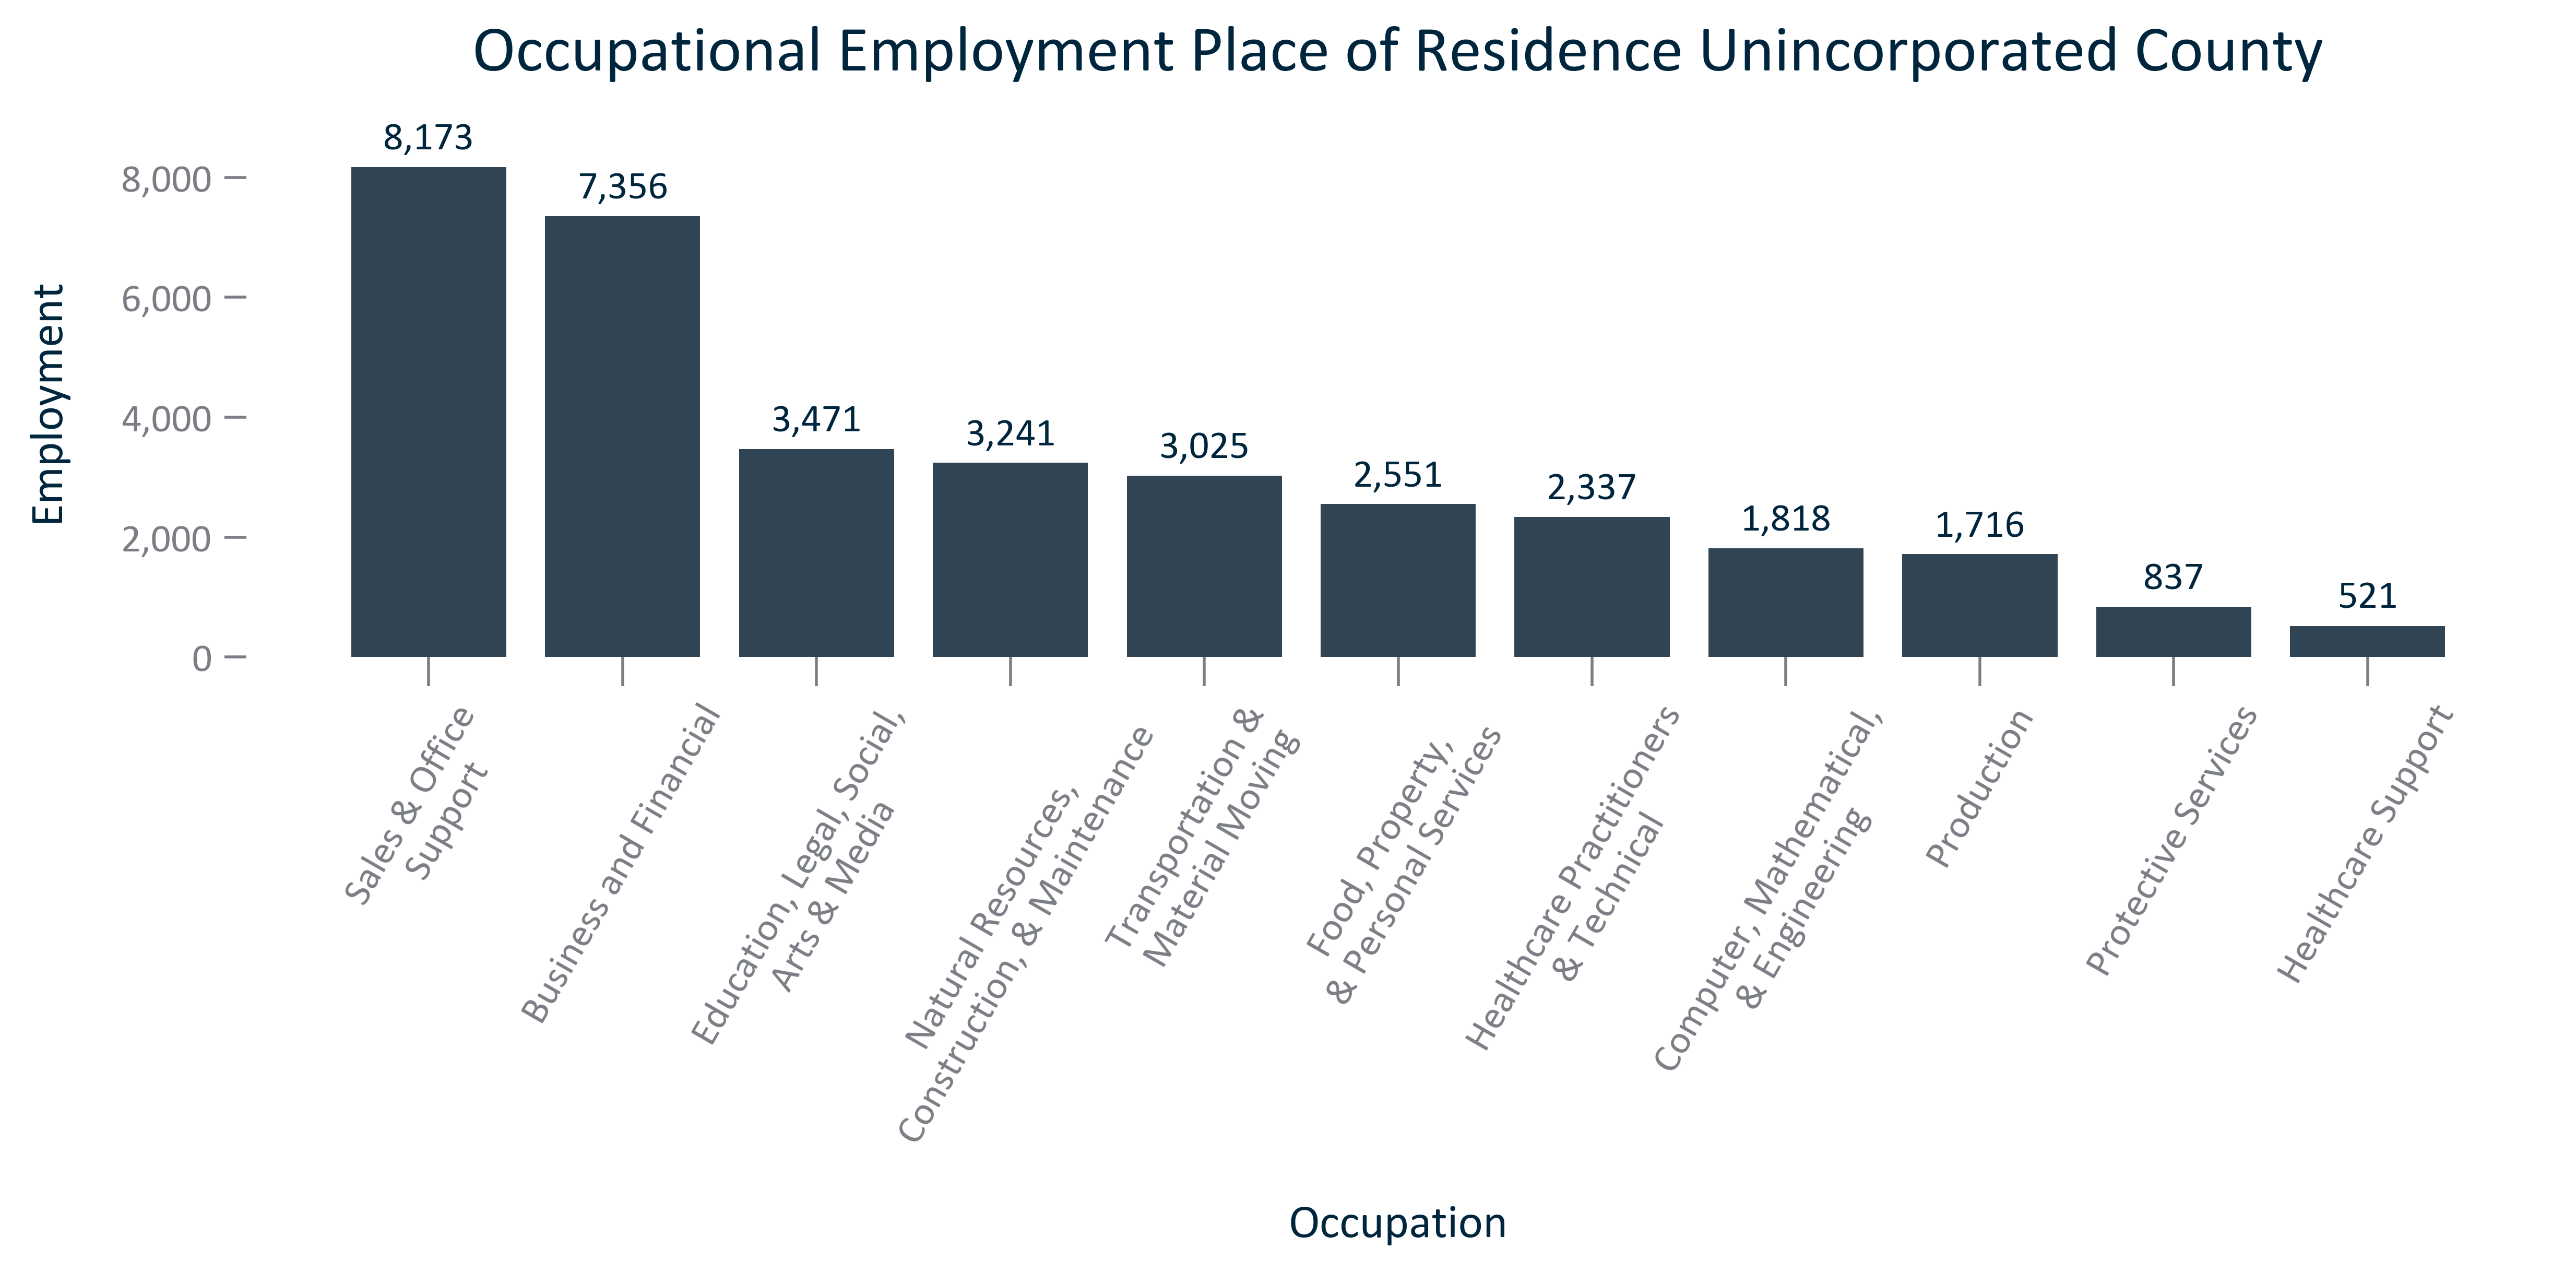 Occupational Employment Place of Residence Unincorporated County
8,173
7,356
3,471
3,241
3,025
2,551
2,337
1,818
1,716
837
521
8,000
6,000
4,000
2,000
0
Employment
Sales & Office
Support
Business and Financial
Education, Legal, Social,
Arts & Media
Natural Resources,
Construction, & Maintenance
Transportation &
Material Moving
Food, Property,
& Personal Services
Healthcare Practitioners
& Technical
Computer, Mathematical,
& Engineering
Production
Protective Services
Healthcare Support
Occupation